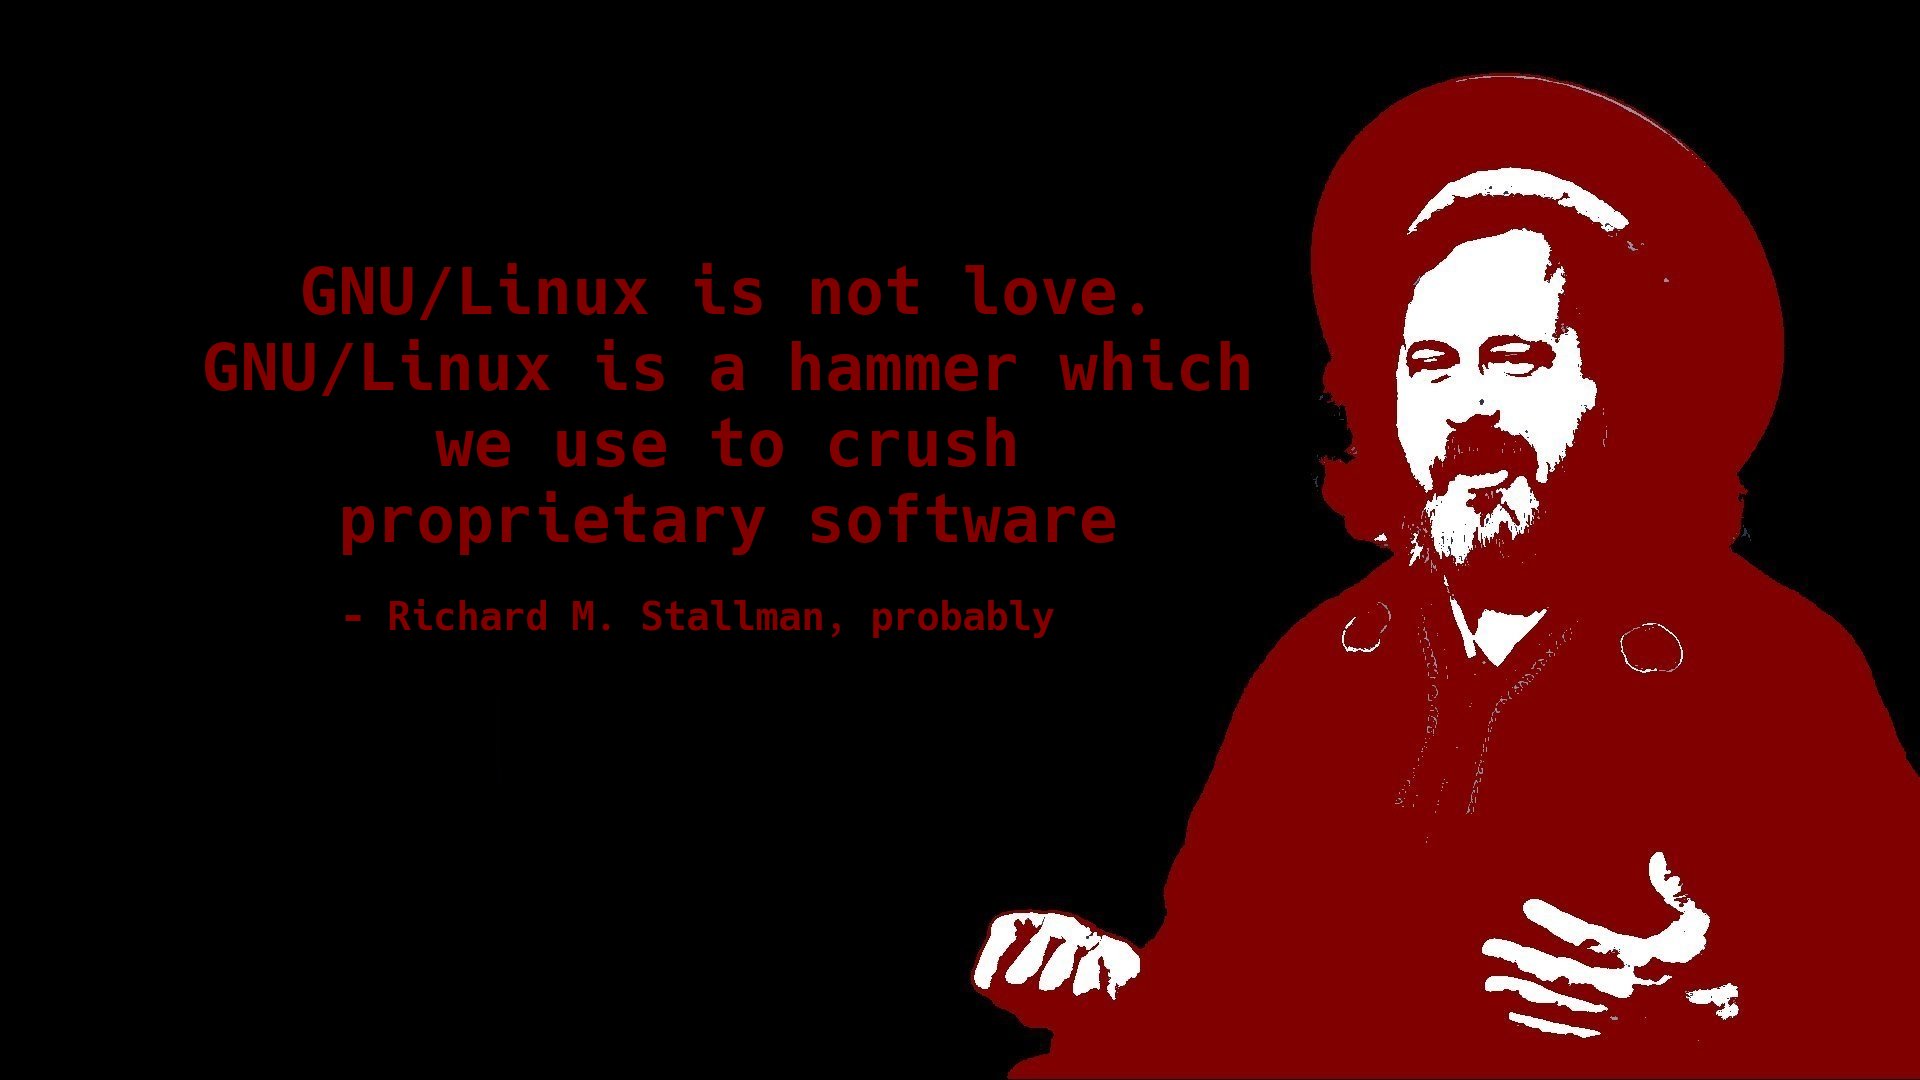 GNU/Linux is not love.
GNU/Linux is a hammer which
we use to crush
proprietary software
- Richard M. Stallman, probably